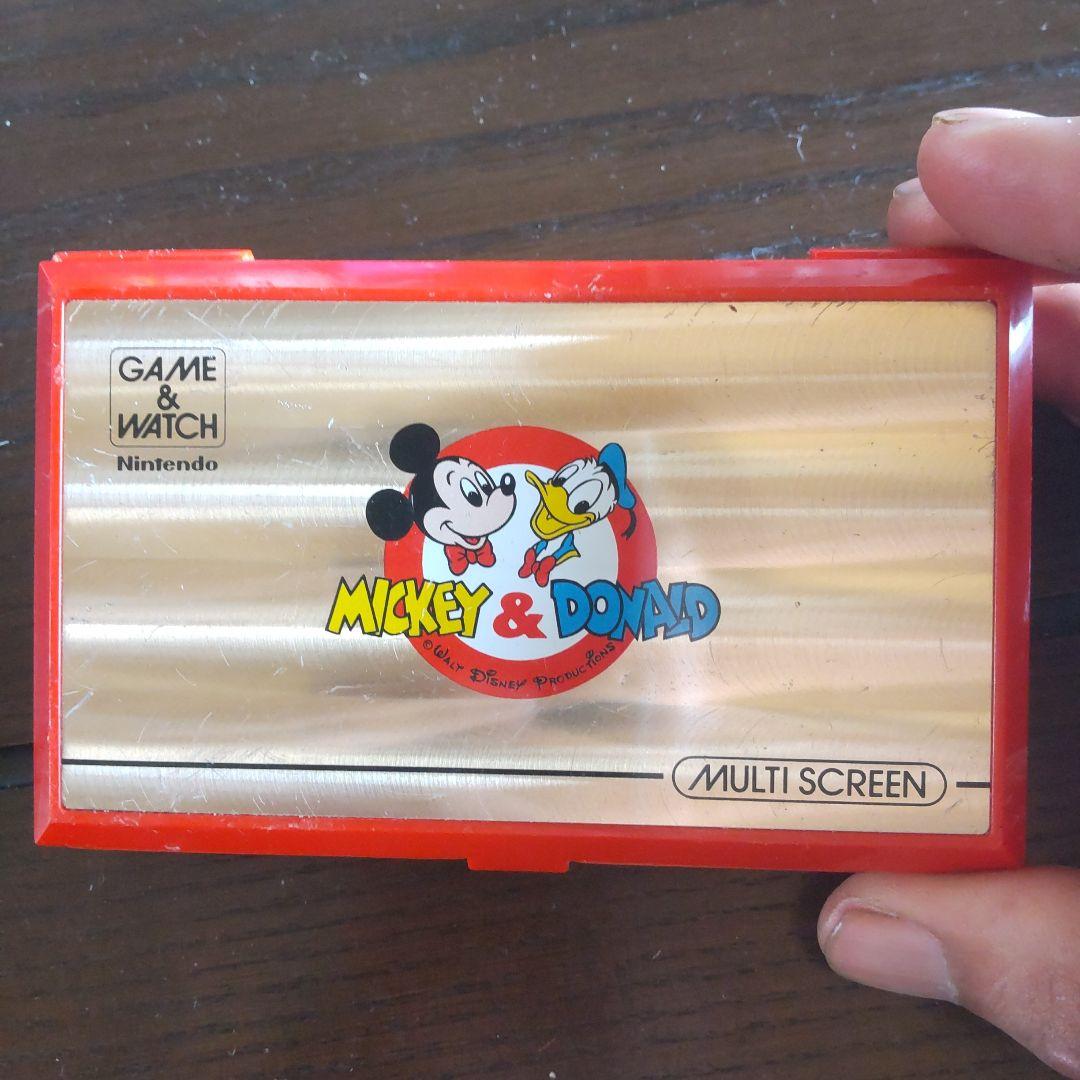 GAME
&
WATCH
Nintendo
MICKEY & DONALD
© WALT DISNEY PRODUCTIONS
MULTI SCREEN